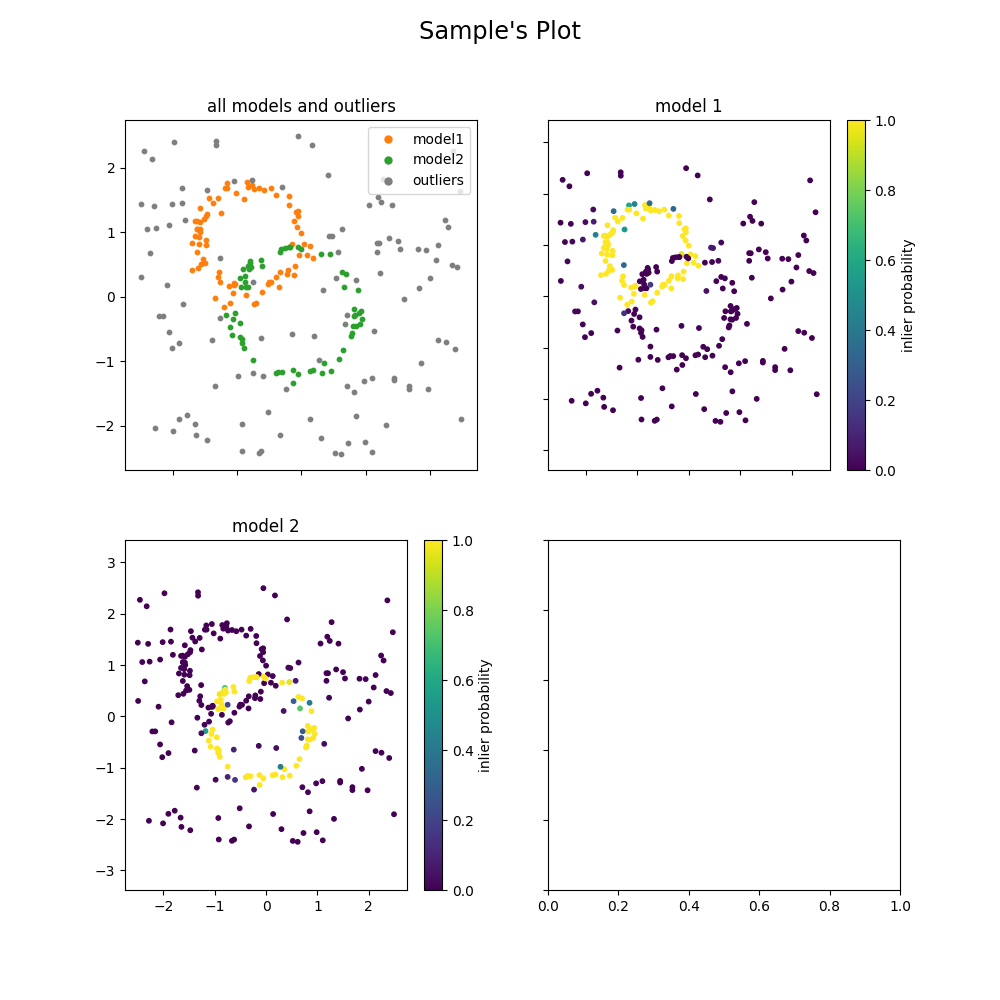 Sample's Plot
all models and outliers
model1
model2
outliers
2
1
0
−1
−2
model 1
1.0
0.8
0.6
0.4
0.2
0.0
inlier probability
model 2
3
2
1
0
−1
−2
−3
−2 −1 0 1 2
1.0
0.8
0.6
0.4
0.2
0.0
inlier probability
0.0 0.2 0.4 0.6 0.8 1.0